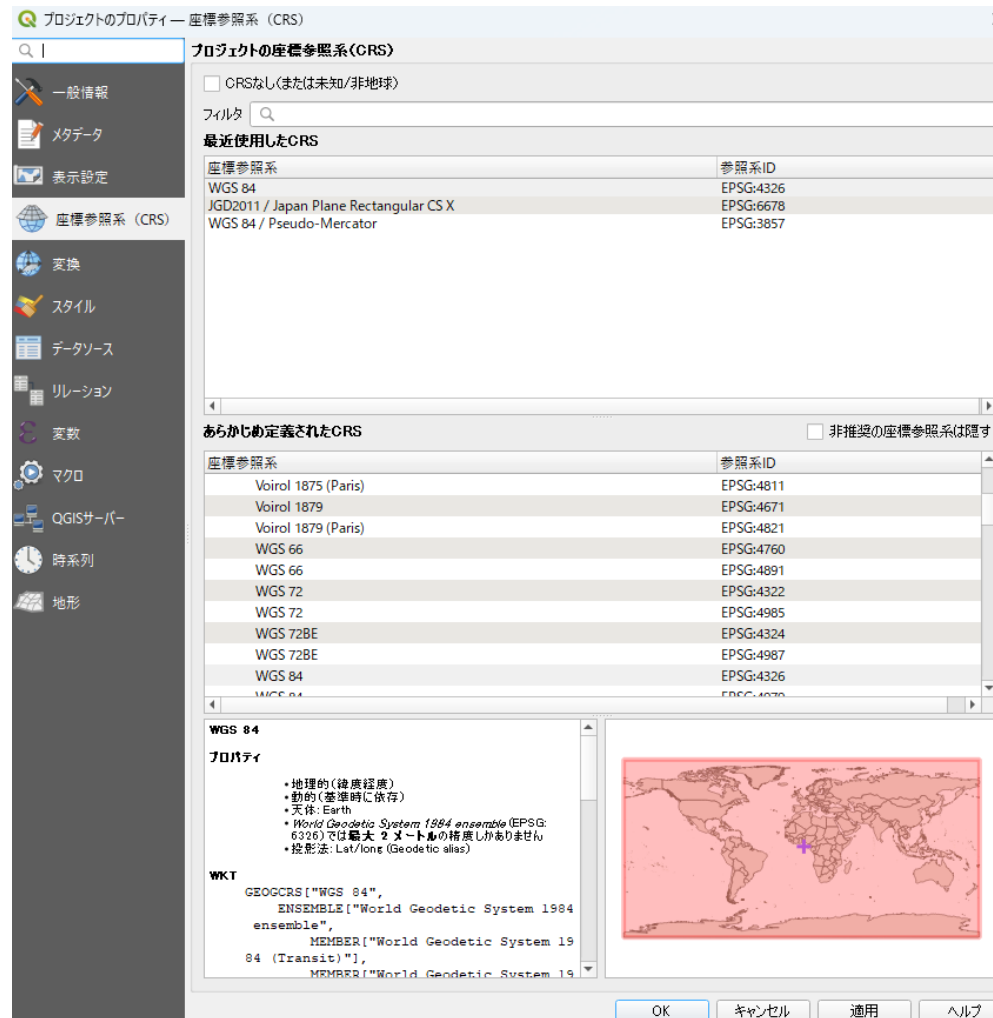 プロジェクトのプロパティ — 座標参照系 (CRS)
一般情報
メタデータ
表示設定
座標参照系 (CRS)
変換
スタイル
データソース
リレーション
変数
マクロ
QGISサーバー
時系列
地形
プロジェクトの座標参照系(CRS)
CRSなし(または未知/非地球)
フィルタ
最近使用したCRS
座標参照系 参照系ID
WGS 84 EPSG:4326
JGD2011 / Japan Plane Rectangular CS X EPSG:6678
WGS 84 / Pseudo-Mercator EPSG:3857
あらかじめ定義されたCRS 非推奨の座標参照系は隠す
座標参照系 参照系ID
Voirol 1875 (Paris) EPSG:4811
Voirol 1879 EPSG:4671
Voirol 1879 (Paris) EPSG:4821
WGS 66 EPSG:4760
WGS 66 EPSG:4891
WGS 72 EPSG:4322
WGS 72 EPSG:4985
WGS 72BE EPSG:4324
WGS 72BE EPSG:4987
WGS 84 EPSG:4326
WGS 84
WGS 84
プロパティ
•地理的(緯度経度)
•動的(基準時に依存)
•天体: Earth
•World Geodetic System 1984 ensemble (EPSG:
6326)では最大 2 メートルの精度しかありません
•投影法: Lat/long (Geodetic alias)
WKT
GEOGCRS["WGS 84",
ENSEMBLE["World Geodetic System 1984
ensemble",
MEMBER["World Geodetic System 19
84 (Transit)"],
MEMBER["World Geodetic System 19
OK キャンセル 適用 ヘルプ